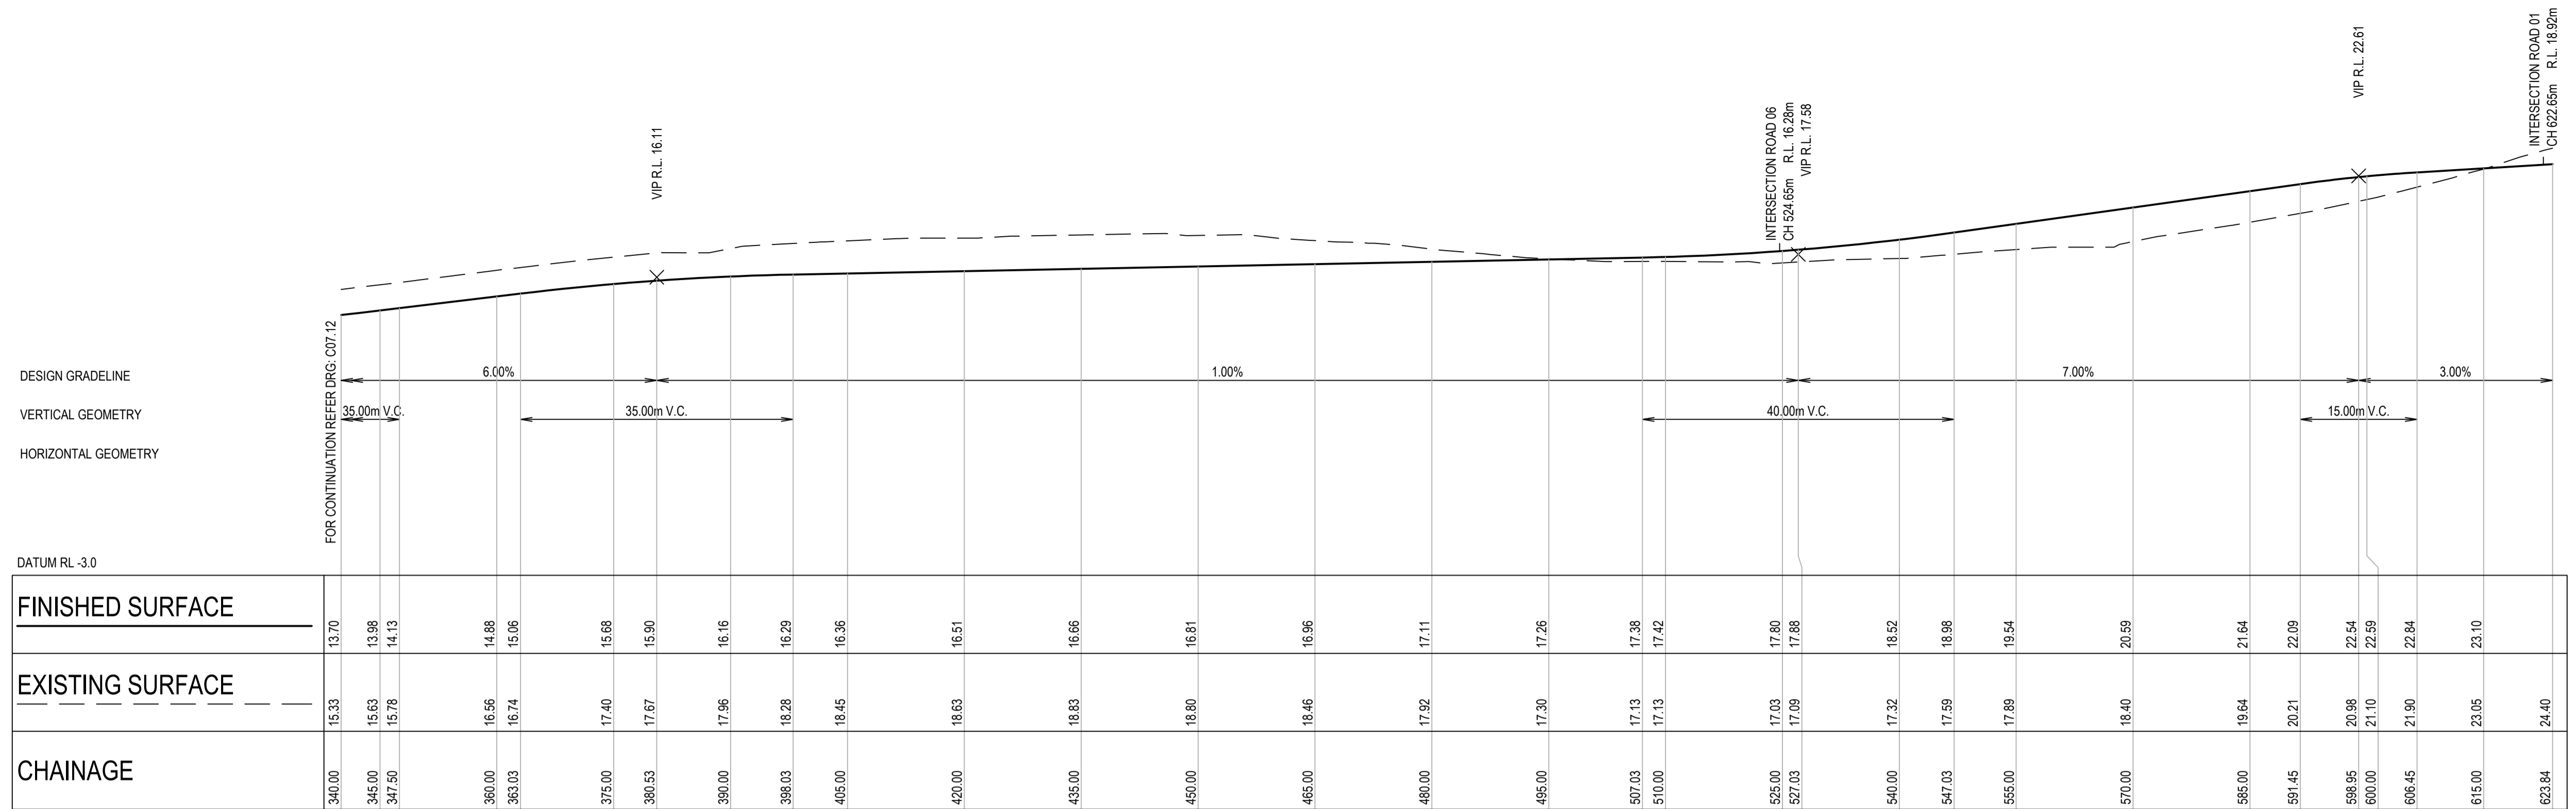 VIP R.L. 16.11
INTERSECTION ROAD 06
CH 524.65m R.L. 16.28m
VIP R.L. 17.58
VIP R.L. 22.61
INTERSECTION ROAD 01
CH 622.65m R.L. 18.92m
FOR CONTINUATION REFER DRG: C07.12
DESIGN GRADELINE
6.00%
1.00%
7.00%
3.00%
VERTICAL GEOMETRY
35.00m V.C.
35.00m V.C.
40.00m V.C.
15.00m V.C.
HORIZONTAL GEOMETRY
DATUM RL -3.0
FINISHED SURFACE
13.70 13.98 14.13 14.88 15.06 15.68 15.90 16.16 16.29 16.36 16.51 16.66 16.81 16.96 17.11 17.26 17.38 17.42 17.80 17.88 18.52 18.98 19.54 20.59 21.64 22.09 22.54 22.59 22.84 23.10
EXISTING SURFACE
15.33 15.63 15.78 16.56 16.74 17.40 17.67 17.96 18.28 18.45 18.63 18.83 18.80 18.46 17.92 17.30 17.13 17.13 17.03 17.09 17.32 17.59 17.89 18.40 19.64 20.21 20.98 21.10 21.90 23.05 24.40
CHAINAGE
340.00 345.00 347.50 360.00 363.03 375.00 380.53 390.00 398.03 405.00 420.00 435.00 450.00 465.00 480.00 495.00 507.03 510.00 525.00 527.03 540.00 547.03 555.00 570.00 585.00 591.45 598.95 600.00 606.45 615.00 623.84